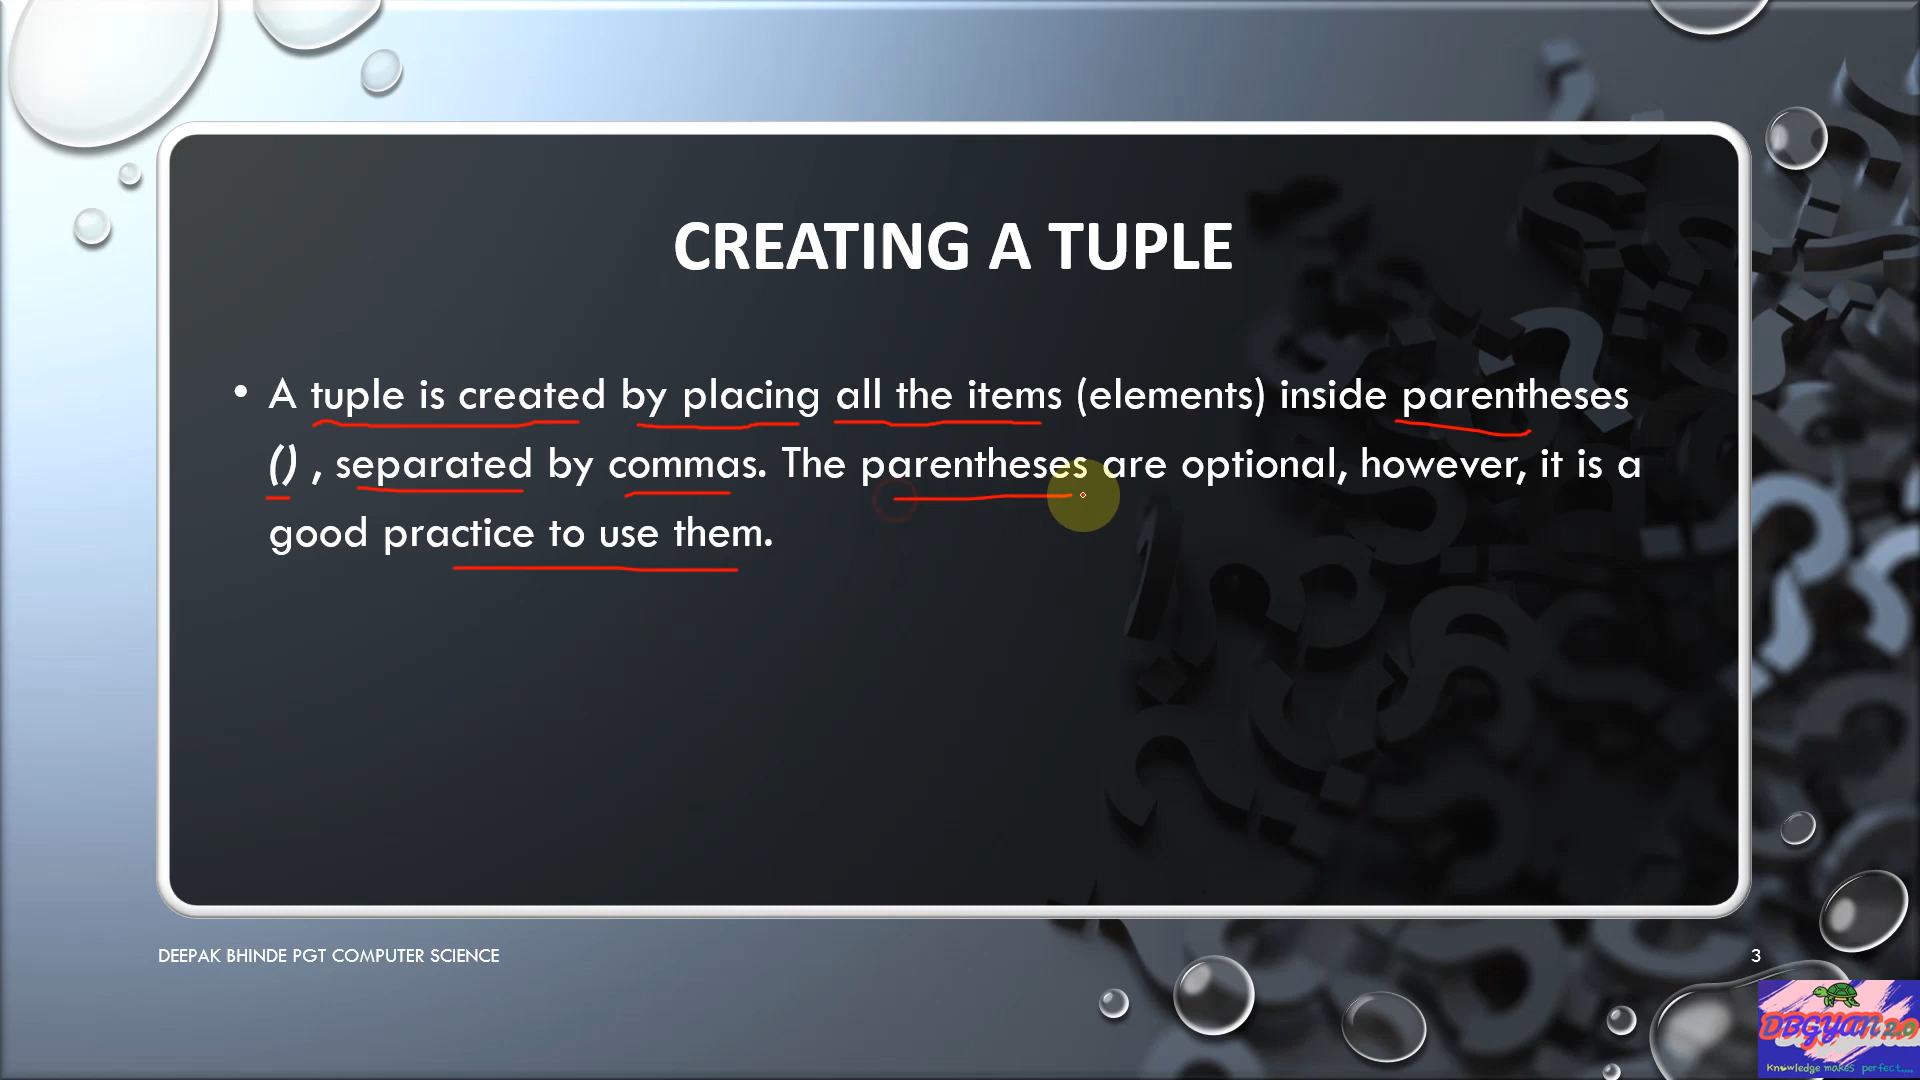 CREATING A TUPLE
• A tuple is created by placing all the items (elements) inside parentheses
() , separated by commas. The parentheses are optional, however, it is a
good practice to use them.
DEEPAK BHINDE PGT COMPUTER SCIENCE
3
DBGYAN 2.0
Knowledge makes perfect....